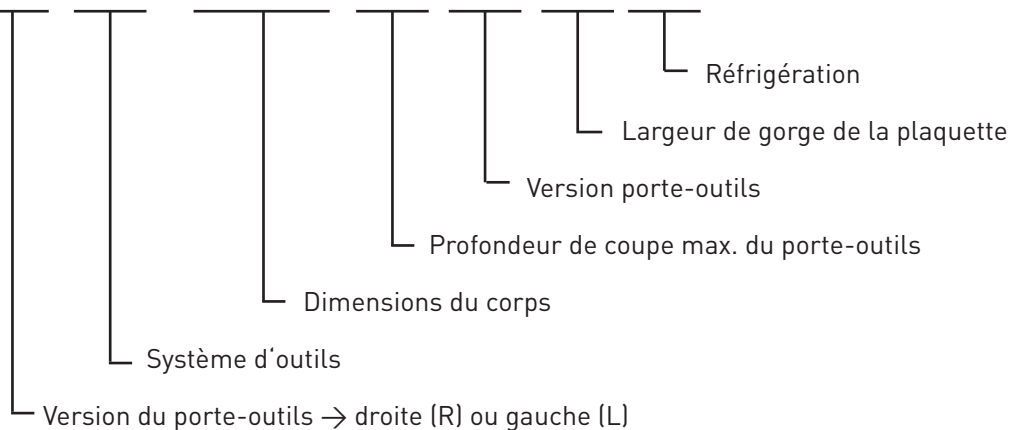 Réfrigération
Largeur de gorge de la plaquette
Version porte-outils
Profondeur de coupe max. du porte-outils
Dimensions du corps
Système d‘outils
Version du porte-outils → droite (R) ou gauche (L)